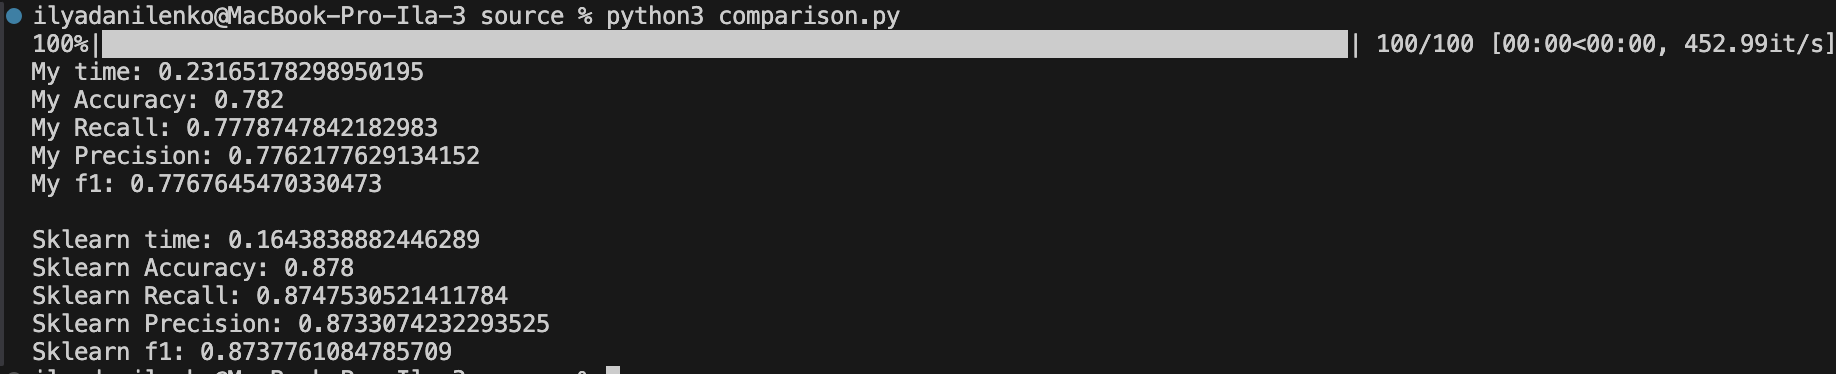 ilyadanilenko@MacBook-Pro-Ila-3 source % python3 comparison.py
100%| | 100/100 [00:00<00:00, 452.99it/s]
My time: 0.23165178298950195
My Accuracy: 0.782
My Recall: 0.7778747842182983
My Precision: 0.7762177629134152
My f1: 0.7767645470330473
Sklearn time: 0.1643838882446289
Sklearn Accuracy: 0.878
Sklearn Recall: 0.8747530521411784
Sklearn Precision: 0.8733074232293525
Sklearn f1: 0.8737761084785709